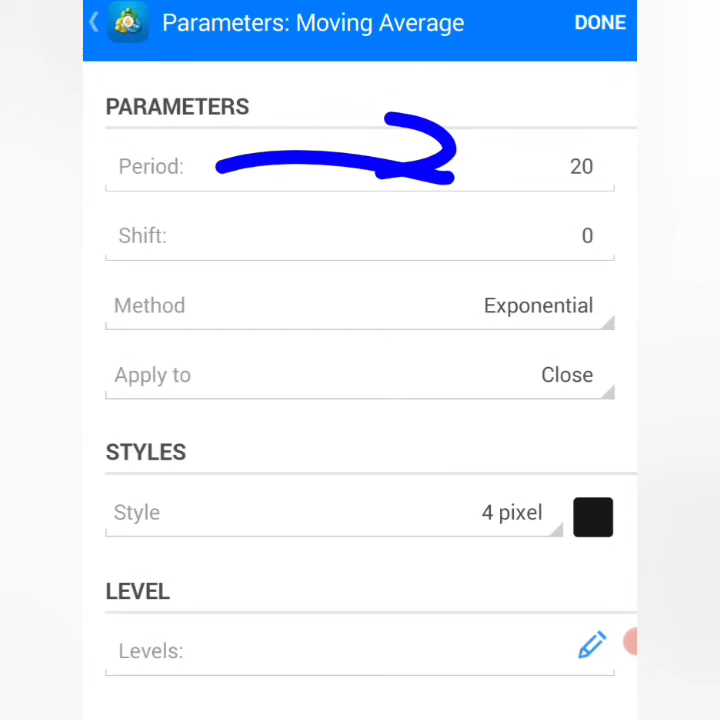 Parameters: Moving Average DONE
PARAMETERS
Period: 20
Shift: 0
Method Exponential
Apply to Close
STYLES
Style 4 pixel
LEVEL
Levels: